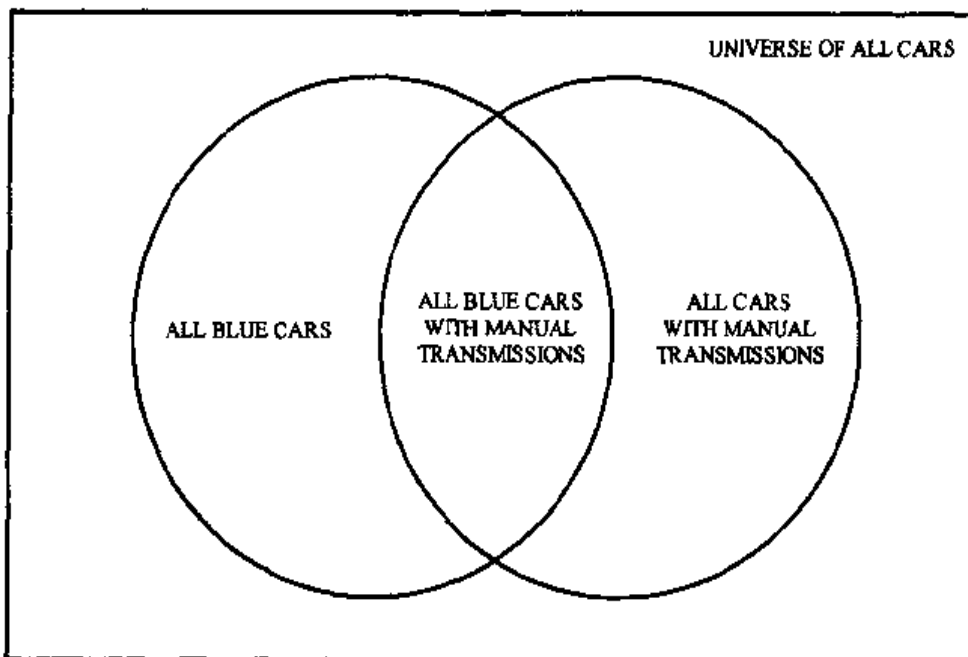 UNIVERSE OF ALL CARS
ALL BLUE CARS
ALL BLUE CARS
WITH MANUAL
TRANSMISSIONS
ALL CARS
WITH MANUAL
TRANSMISSIONS